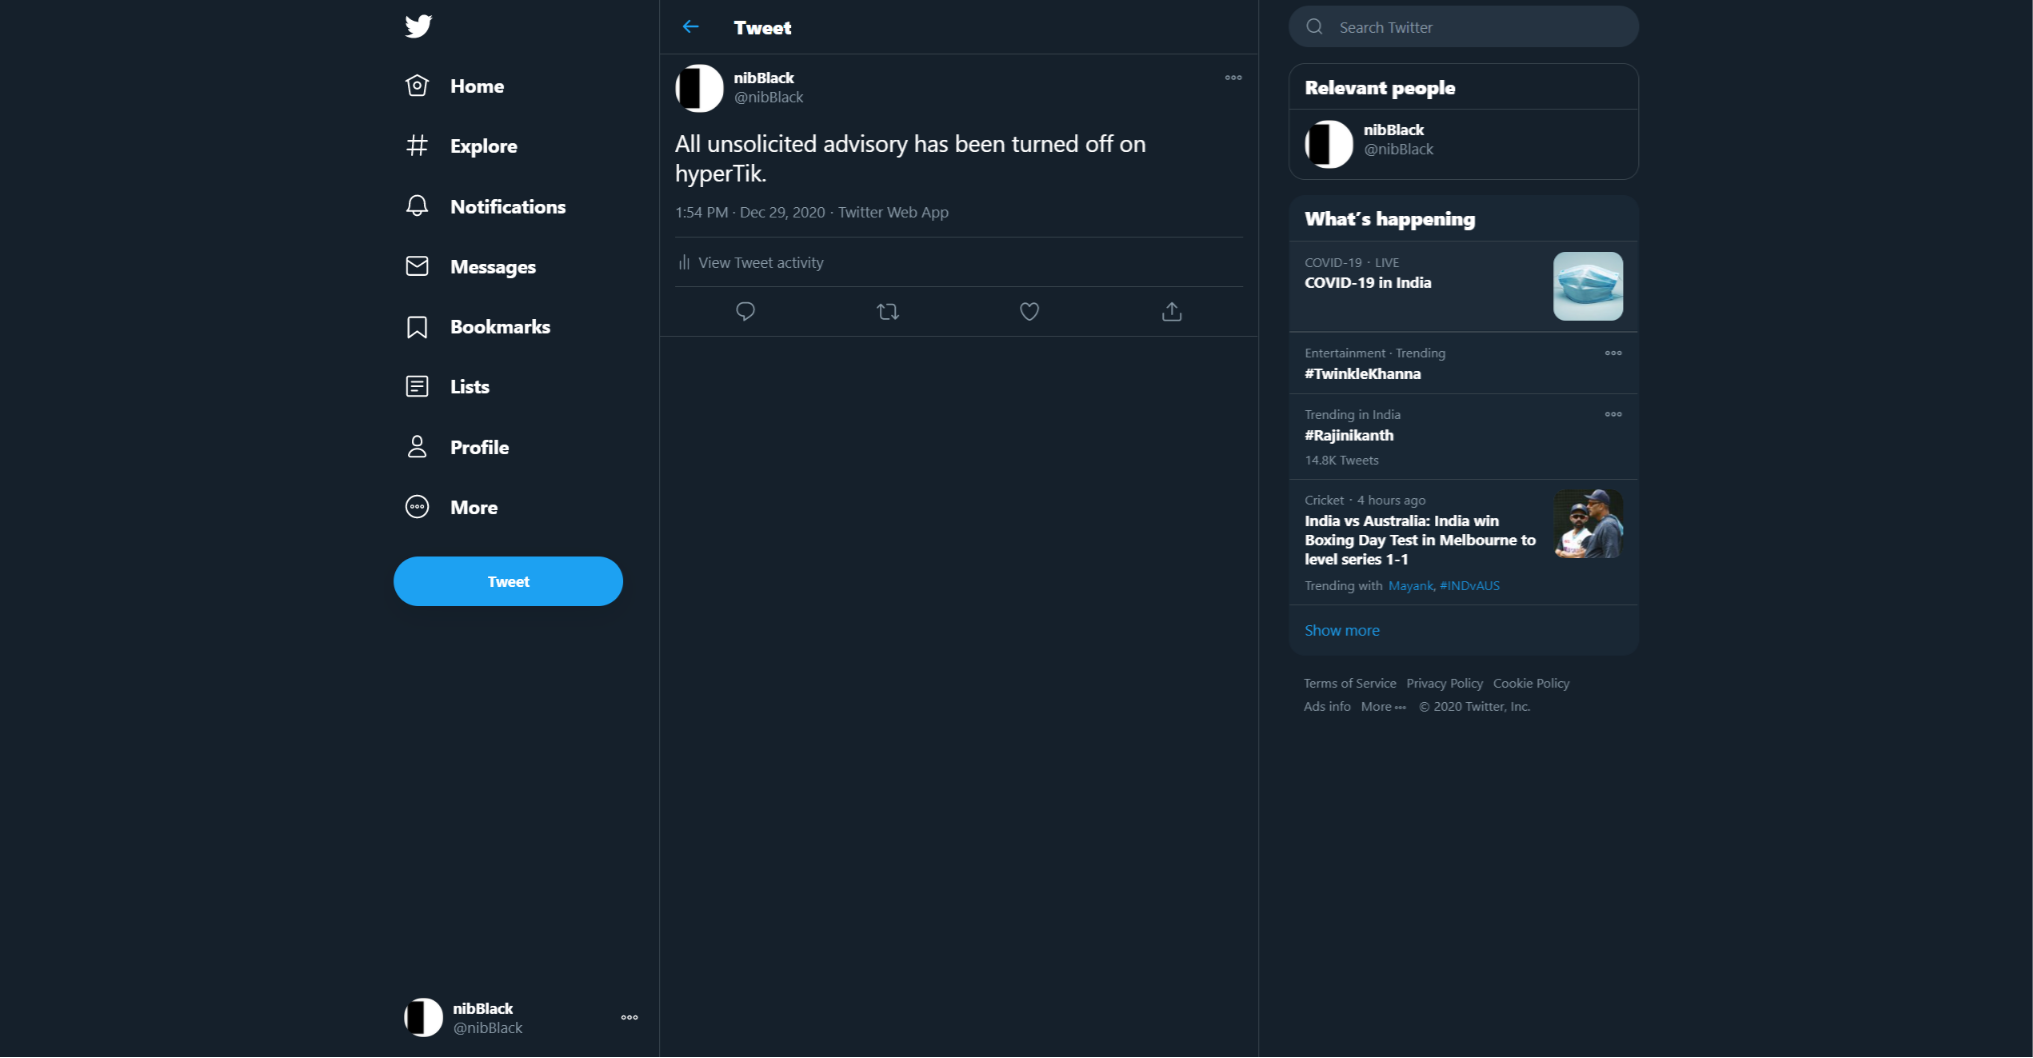 Home
Explore
Notifications
Messages
Bookmarks
Lists
Profile
More
Tweet
nibBlack
@nibBlack
Tweet
nibBlack
@nibBlack
All unsolicited advisory has been turned off on
hyperTik.
1:54 PM · Dec 29, 2020 · Twitter Web App
View Tweet activity
Search Twitter
Relevant people
nibBlack
@nibBlack
What's happening
COVID-19 · LIVE
COVID-19 in India
Entertainment · Trending
#TwinkleKhanna
Trending in India
#Rajinikanth
14.8K Tweets
Cricket · 4 hours ago
India vs Australia: India win
Boxing Day Test in Melbourne to
level series 1-1
Trending with Mayank, #INDvAUS
Show more
Terms of Service Privacy Policy Cookie Policy
Ads info More ··· © 2020 Twitter, Inc.